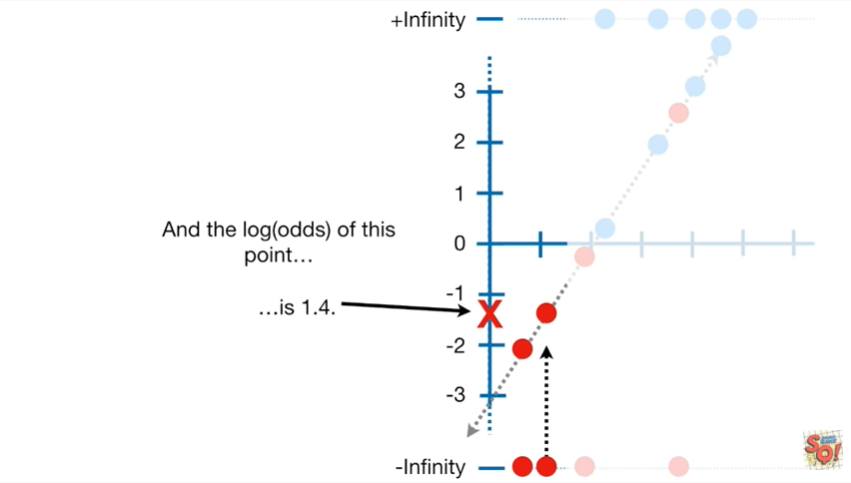 +Infinity
3
2
1
And the log(odds) of this
point…
0
…is 1.4.
-1
-2
-3
-Infinity
SQ!